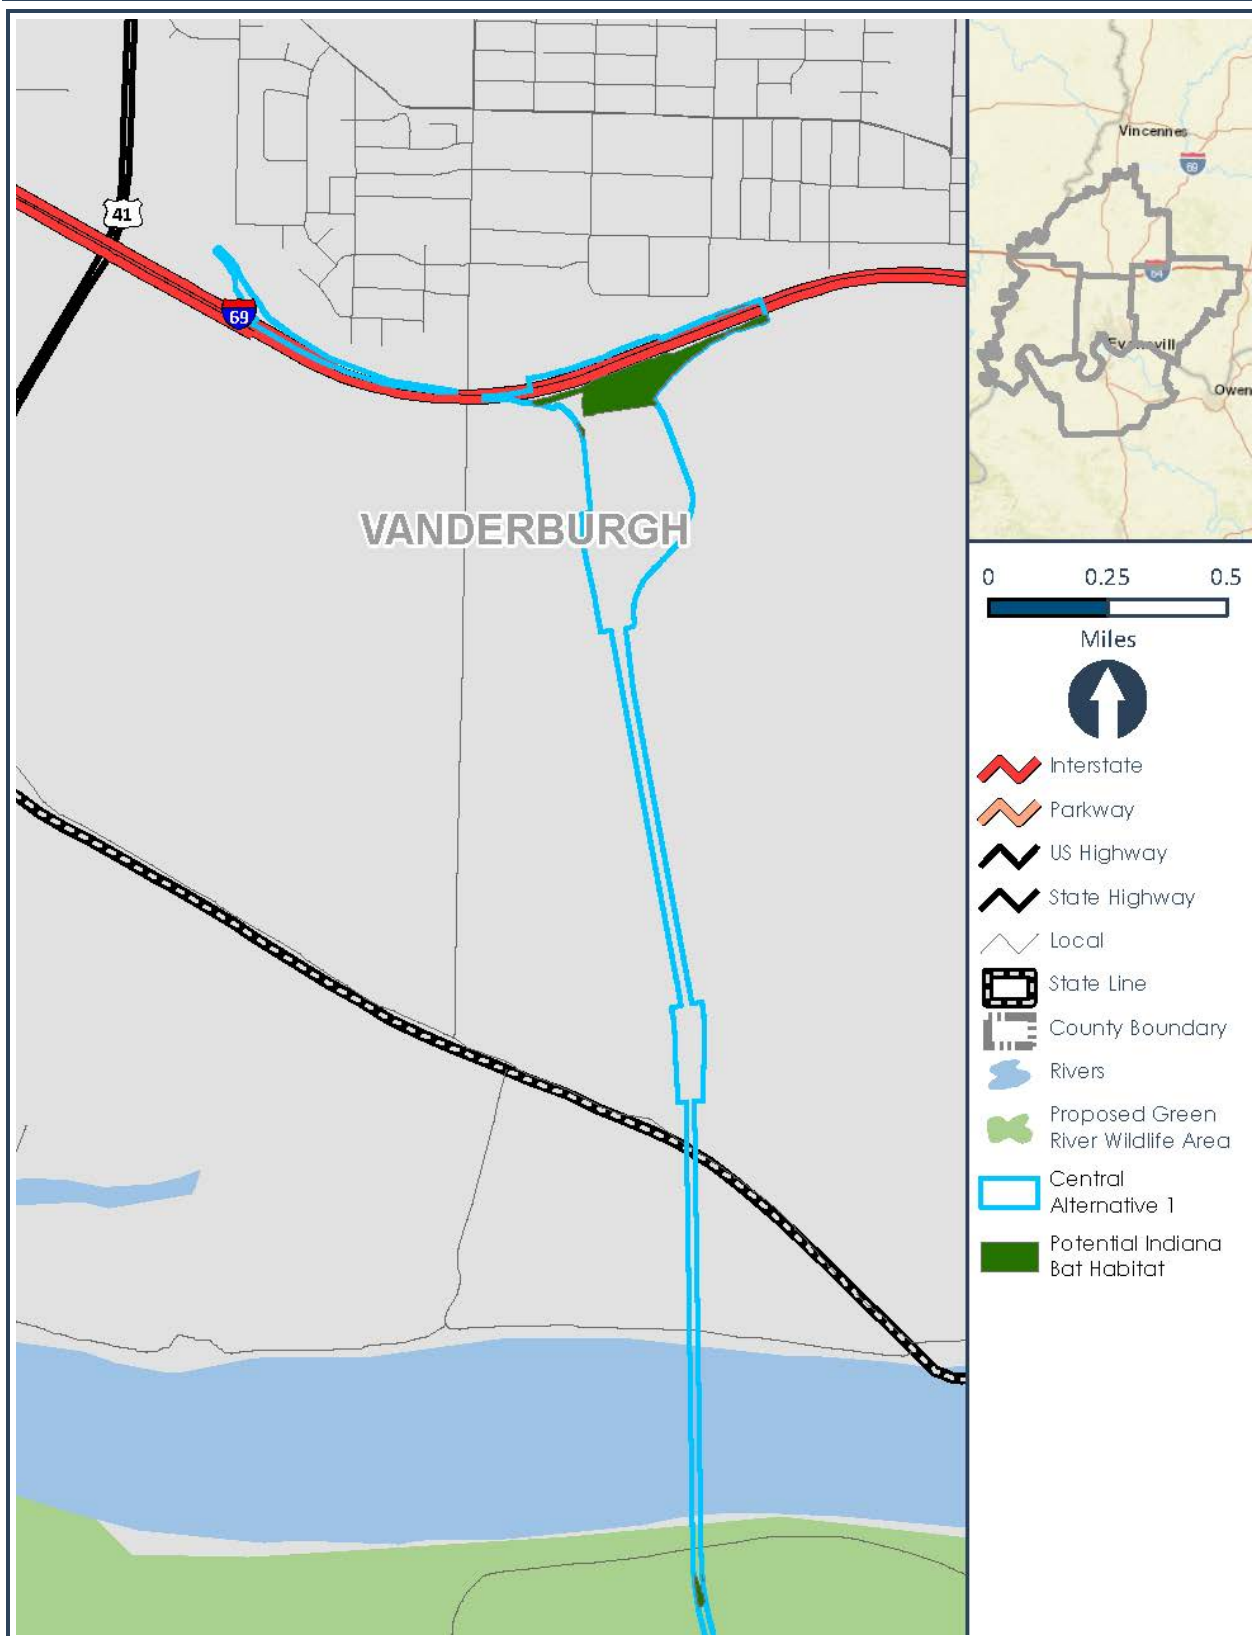 41
69
VANDERBURGH
Vincennes
69
64
Evansvill
Owen
0 0.25 0.5
Miles
Interstate
Parkway
US Highway
State Highway
Local
State Line
County Boundary
Rivers
Proposed Green
River Wildlife Area
Central
Alternative 1
Potential Indiana
Bat Habitat